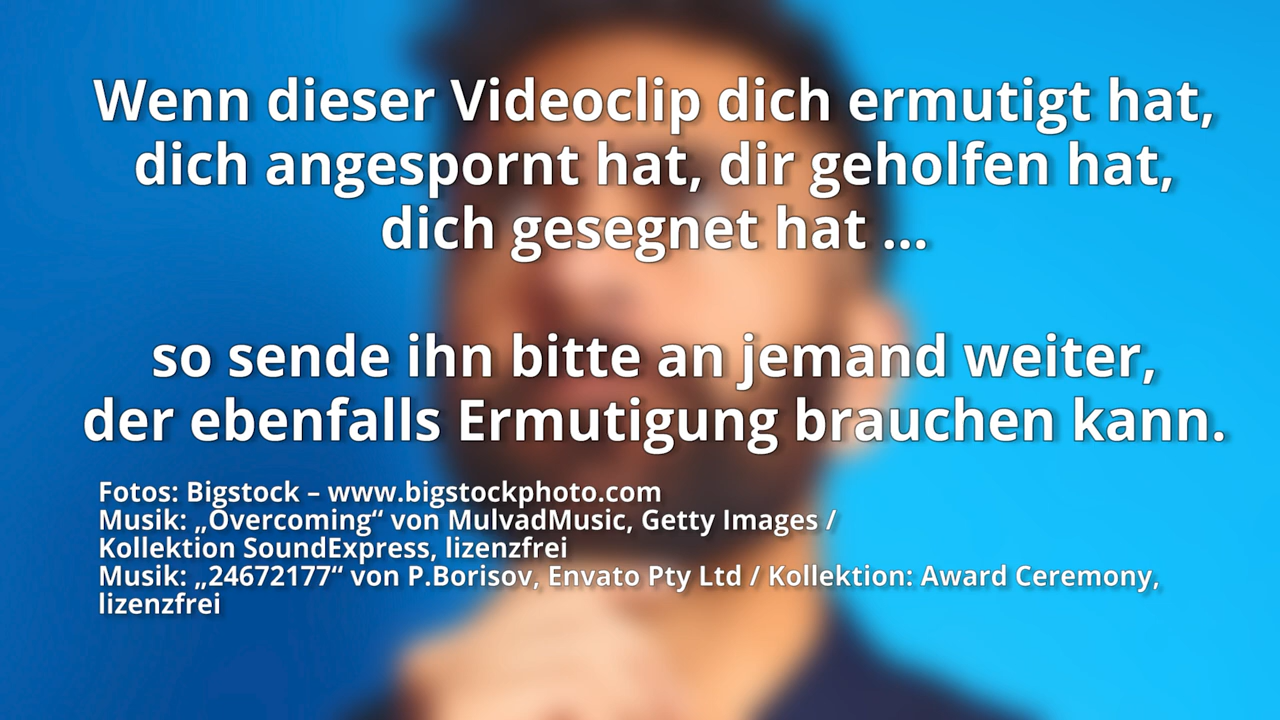 Wenn dieser Videoclip dich ermutigt hat,
dich angespornt hat, dir geholfen hat,
dich gesegnet hat ...
so sende ihn bitte an jemand weiter,
der ebenfalls Ermutigung brauchen kann.
Fotos: Bigstock – www.bigstockphoto.com
Musik: „Overcoming“ von MulvadMusic, Getty Images /
Kollektion SoundExpress, lizenzfrei
Musik: „24672177“ von P.Borisov, Envato Pty Ltd / Kollektion: Award Ceremony,
lizenzfrei